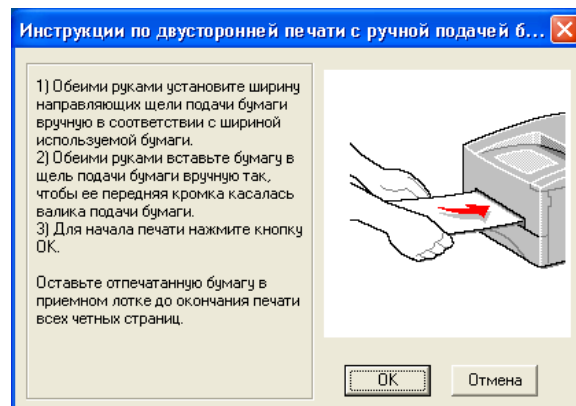 Инструкции по двусторонней печати с ручной подачей б...
1) Обеими руками установите ширину
направляющих щели подачи бумаги
вручную в соответствии с шириной
используемой бумаги.
2) Обеими руками вставьте бумагу в
щель подачи бумаги вручную так,
чтобы ее передняя кромка касалась
валика подачи бумаги.
3) Для начала печати нажмите кнопку
OK.
Оставьте отпечатанную бумагу в
приемном лотке до окончания печати
всех четных страниц.
OK
Отмена